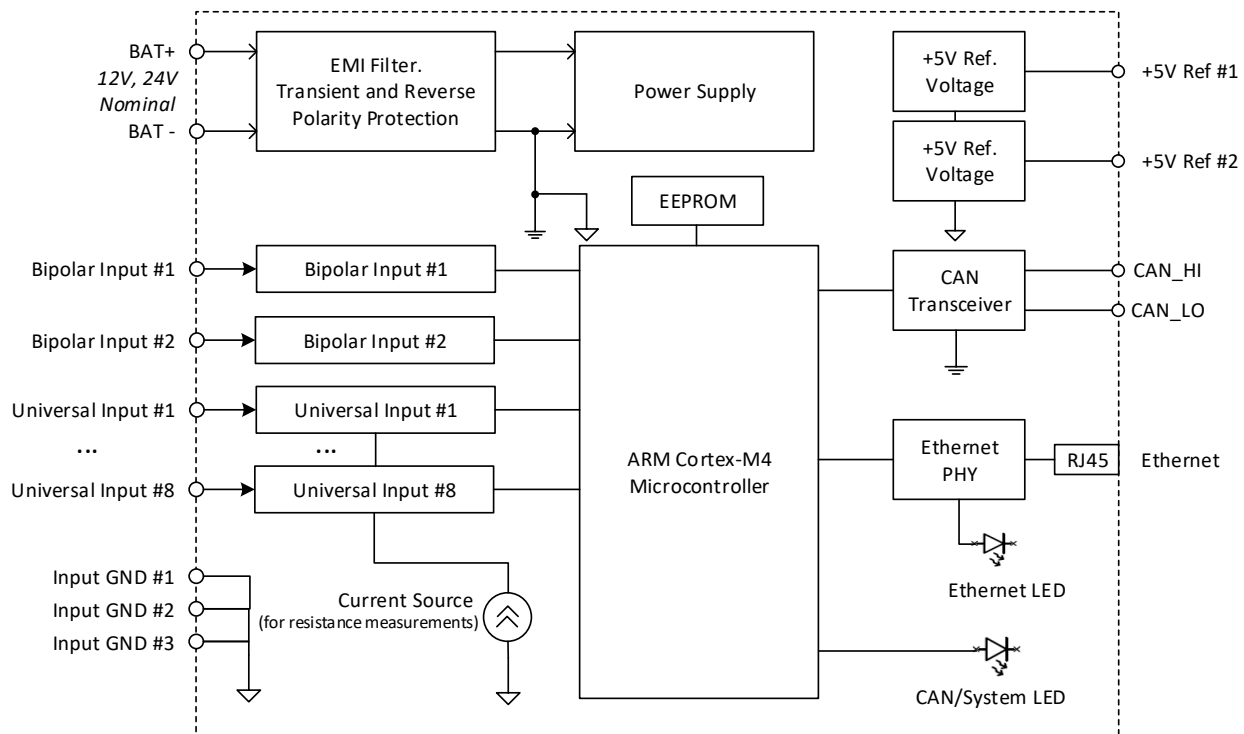 BAT+
12V, 24V
Nominal
BAT -
EMI Filter.
Transient and Reverse
Polarity Protection
Power Supply
+5V Ref.
Voltage
+5V Ref #1
+5V Ref.
Voltage
+5V Ref #2
EEPROM
Bipolar Input #1
Bipolar Input #1
Bipolar Input #2
Bipolar Input #2
Universal Input #1
Universal Input #1
...
...
Universal Input #8
Universal Input #8
ARM Cortex-M4
Microcontroller
CAN
Transceiver
CAN_HI
CAN_LO
Ethernet
PHY
RJ45
Ethernet
Ethernet LED
Input GND #1
Input GND #2
Input GND #3
Current Source
(for resistance measurements)
CAN/System LED